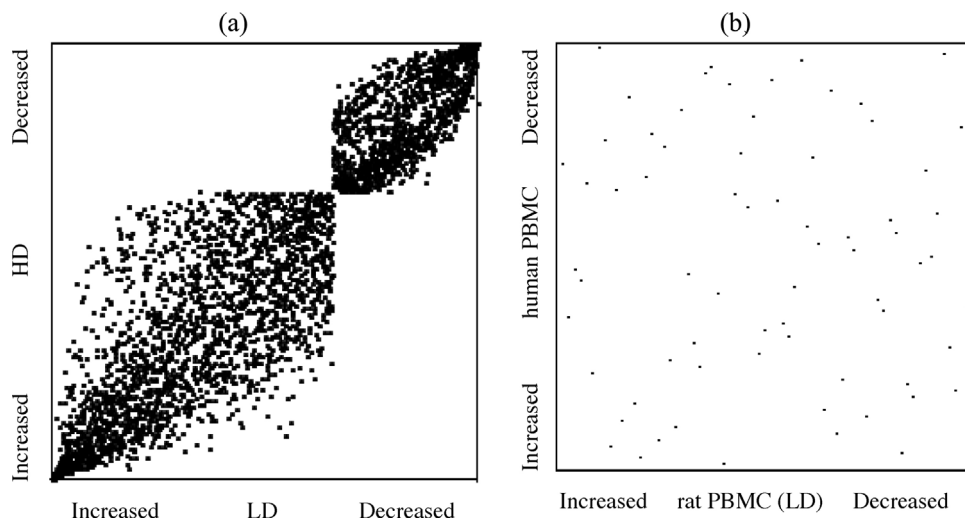 (a)
(b)
Decreased
HD
Increased
Increased LD Decreased
Decreased
human PBMC
Increased
Increased rat PBMC (LD) Decreased